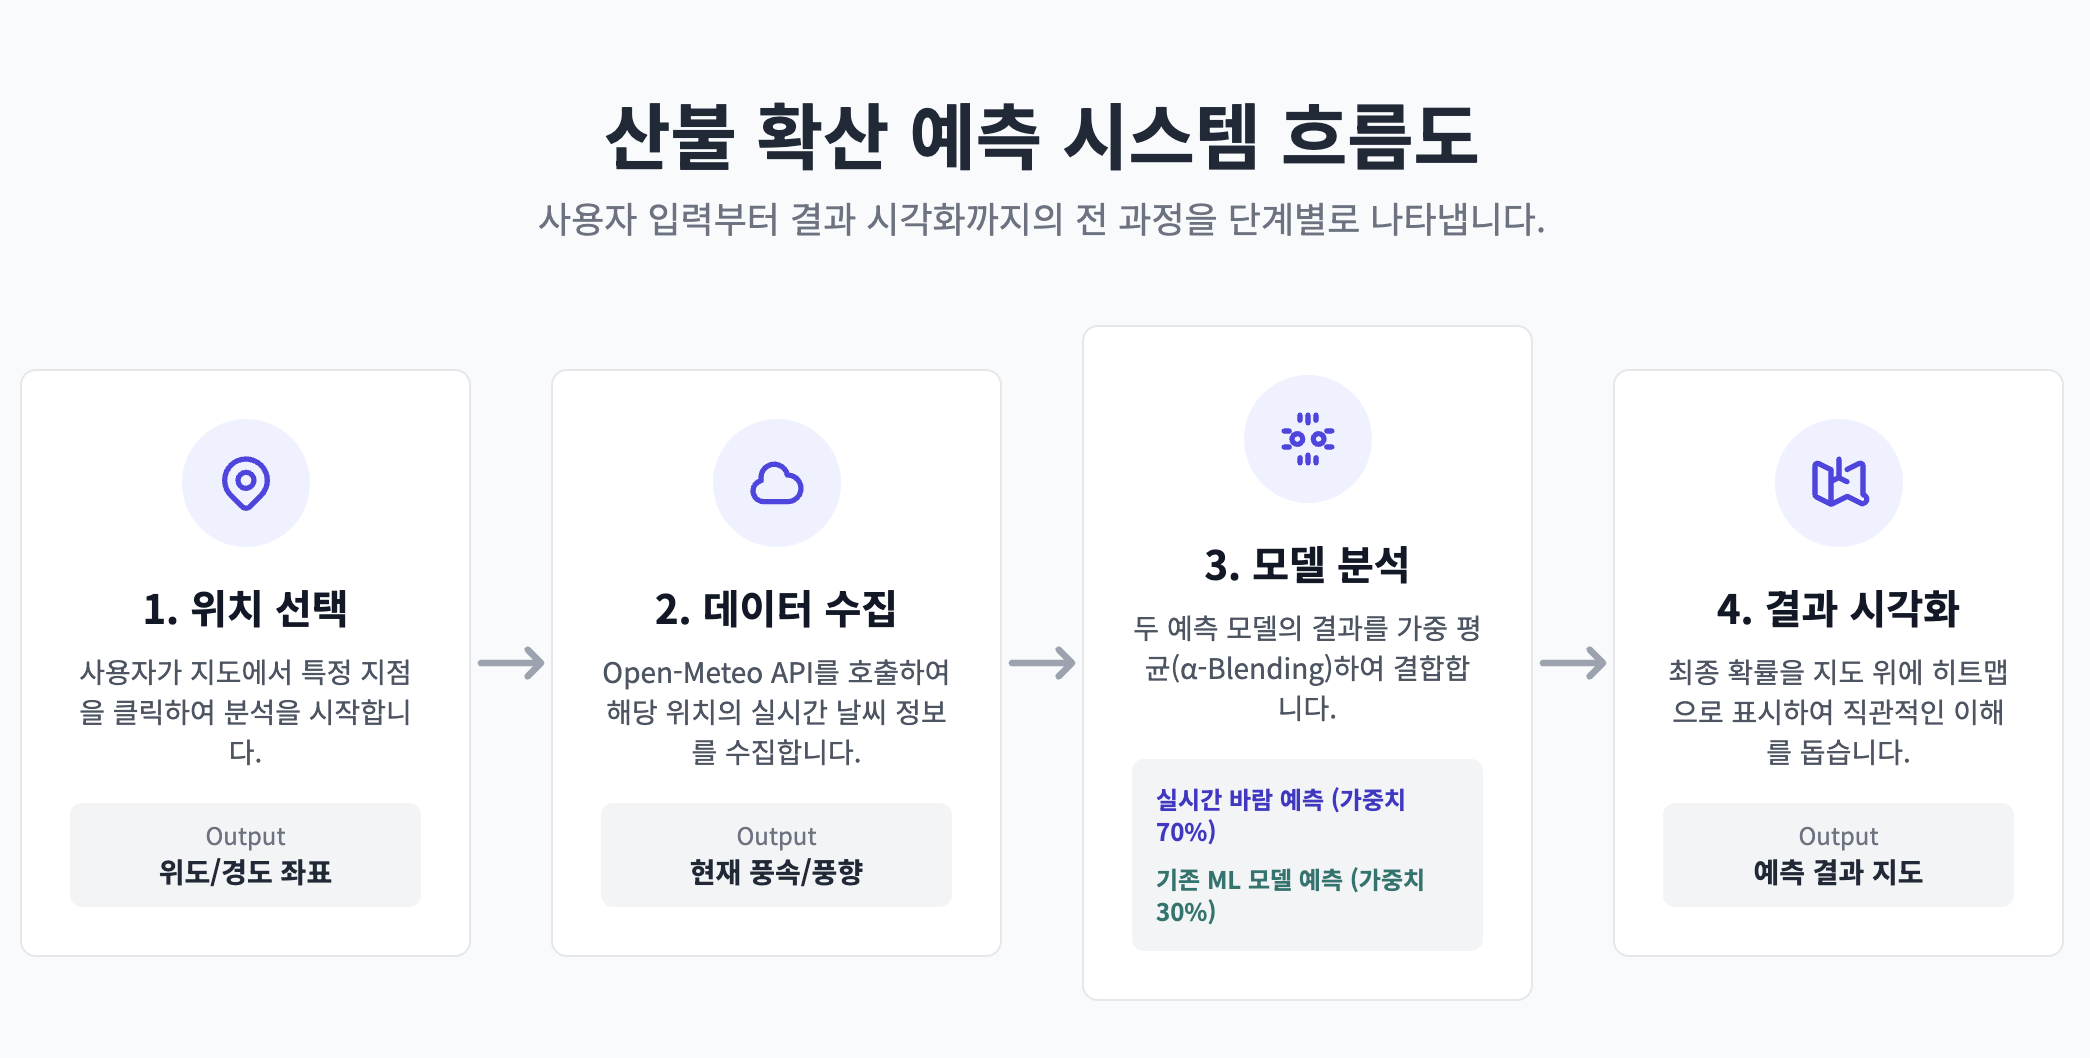 산불 확산 예측 시스템 흐름도
사용자 입력부터 결과 시각화까지의 전 과정을 단계별로 나타냅니다.
1. 위치 선택
사용자가 지도에서 특정 지점
을 클릭하여 분석을 시작합니
다.
Output
위도/경도 좌표
2. 데이터 수집
Open-Meteo API를 호출하여
해당 위치의 실시간 날씨 정보
를 수집합니다.
Output
현재 풍속/풍향
3. 모델 분석
두 예측 모델의 결과를 가중 평
균(α-Blending)하여 결합합
니다.
실시간 바람 예측 (가중치
70%)
기존 ML 모델 예측 (가중치
30%)
4. 결과 시각화
최종 확률을 지도 위에 히트맵
으로 표시하여 직관적인 이해
를 돕습니다.
Output
예측 결과 지도